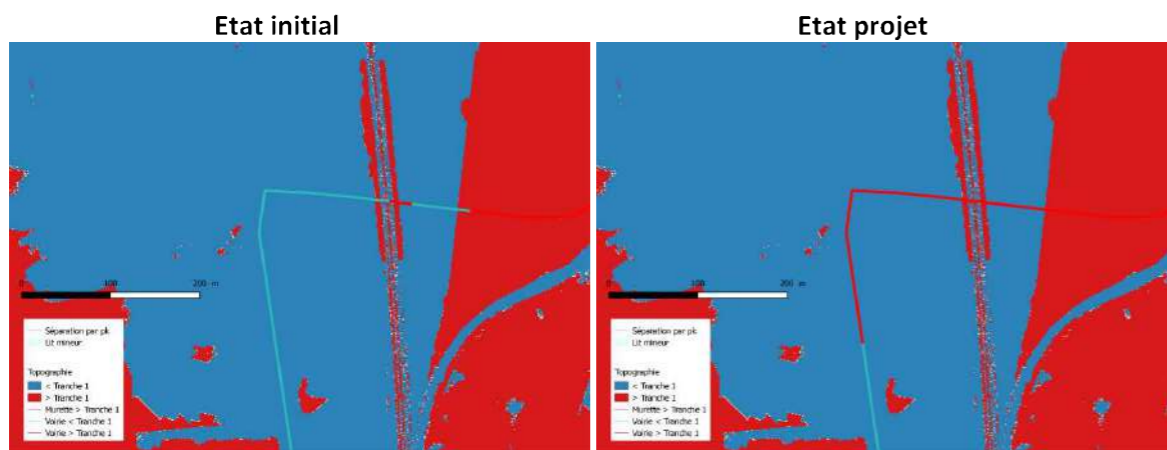 Etat initial
Etat projet
0 100 200 m
Séparation par pk
Lit mineur
Topographie
< Tranche 1
> Tranche 1
Murette > Tranche 1
Voirie < Tranche 1
Voirie > Tranche 1
0 100 200 m
Séparation par pk
Lit mineur
Topographie
< Tranche 1
> Tranche 1
Murette > Tranche 1
Voirie < Tranche 1
Voirie > Tranche 1